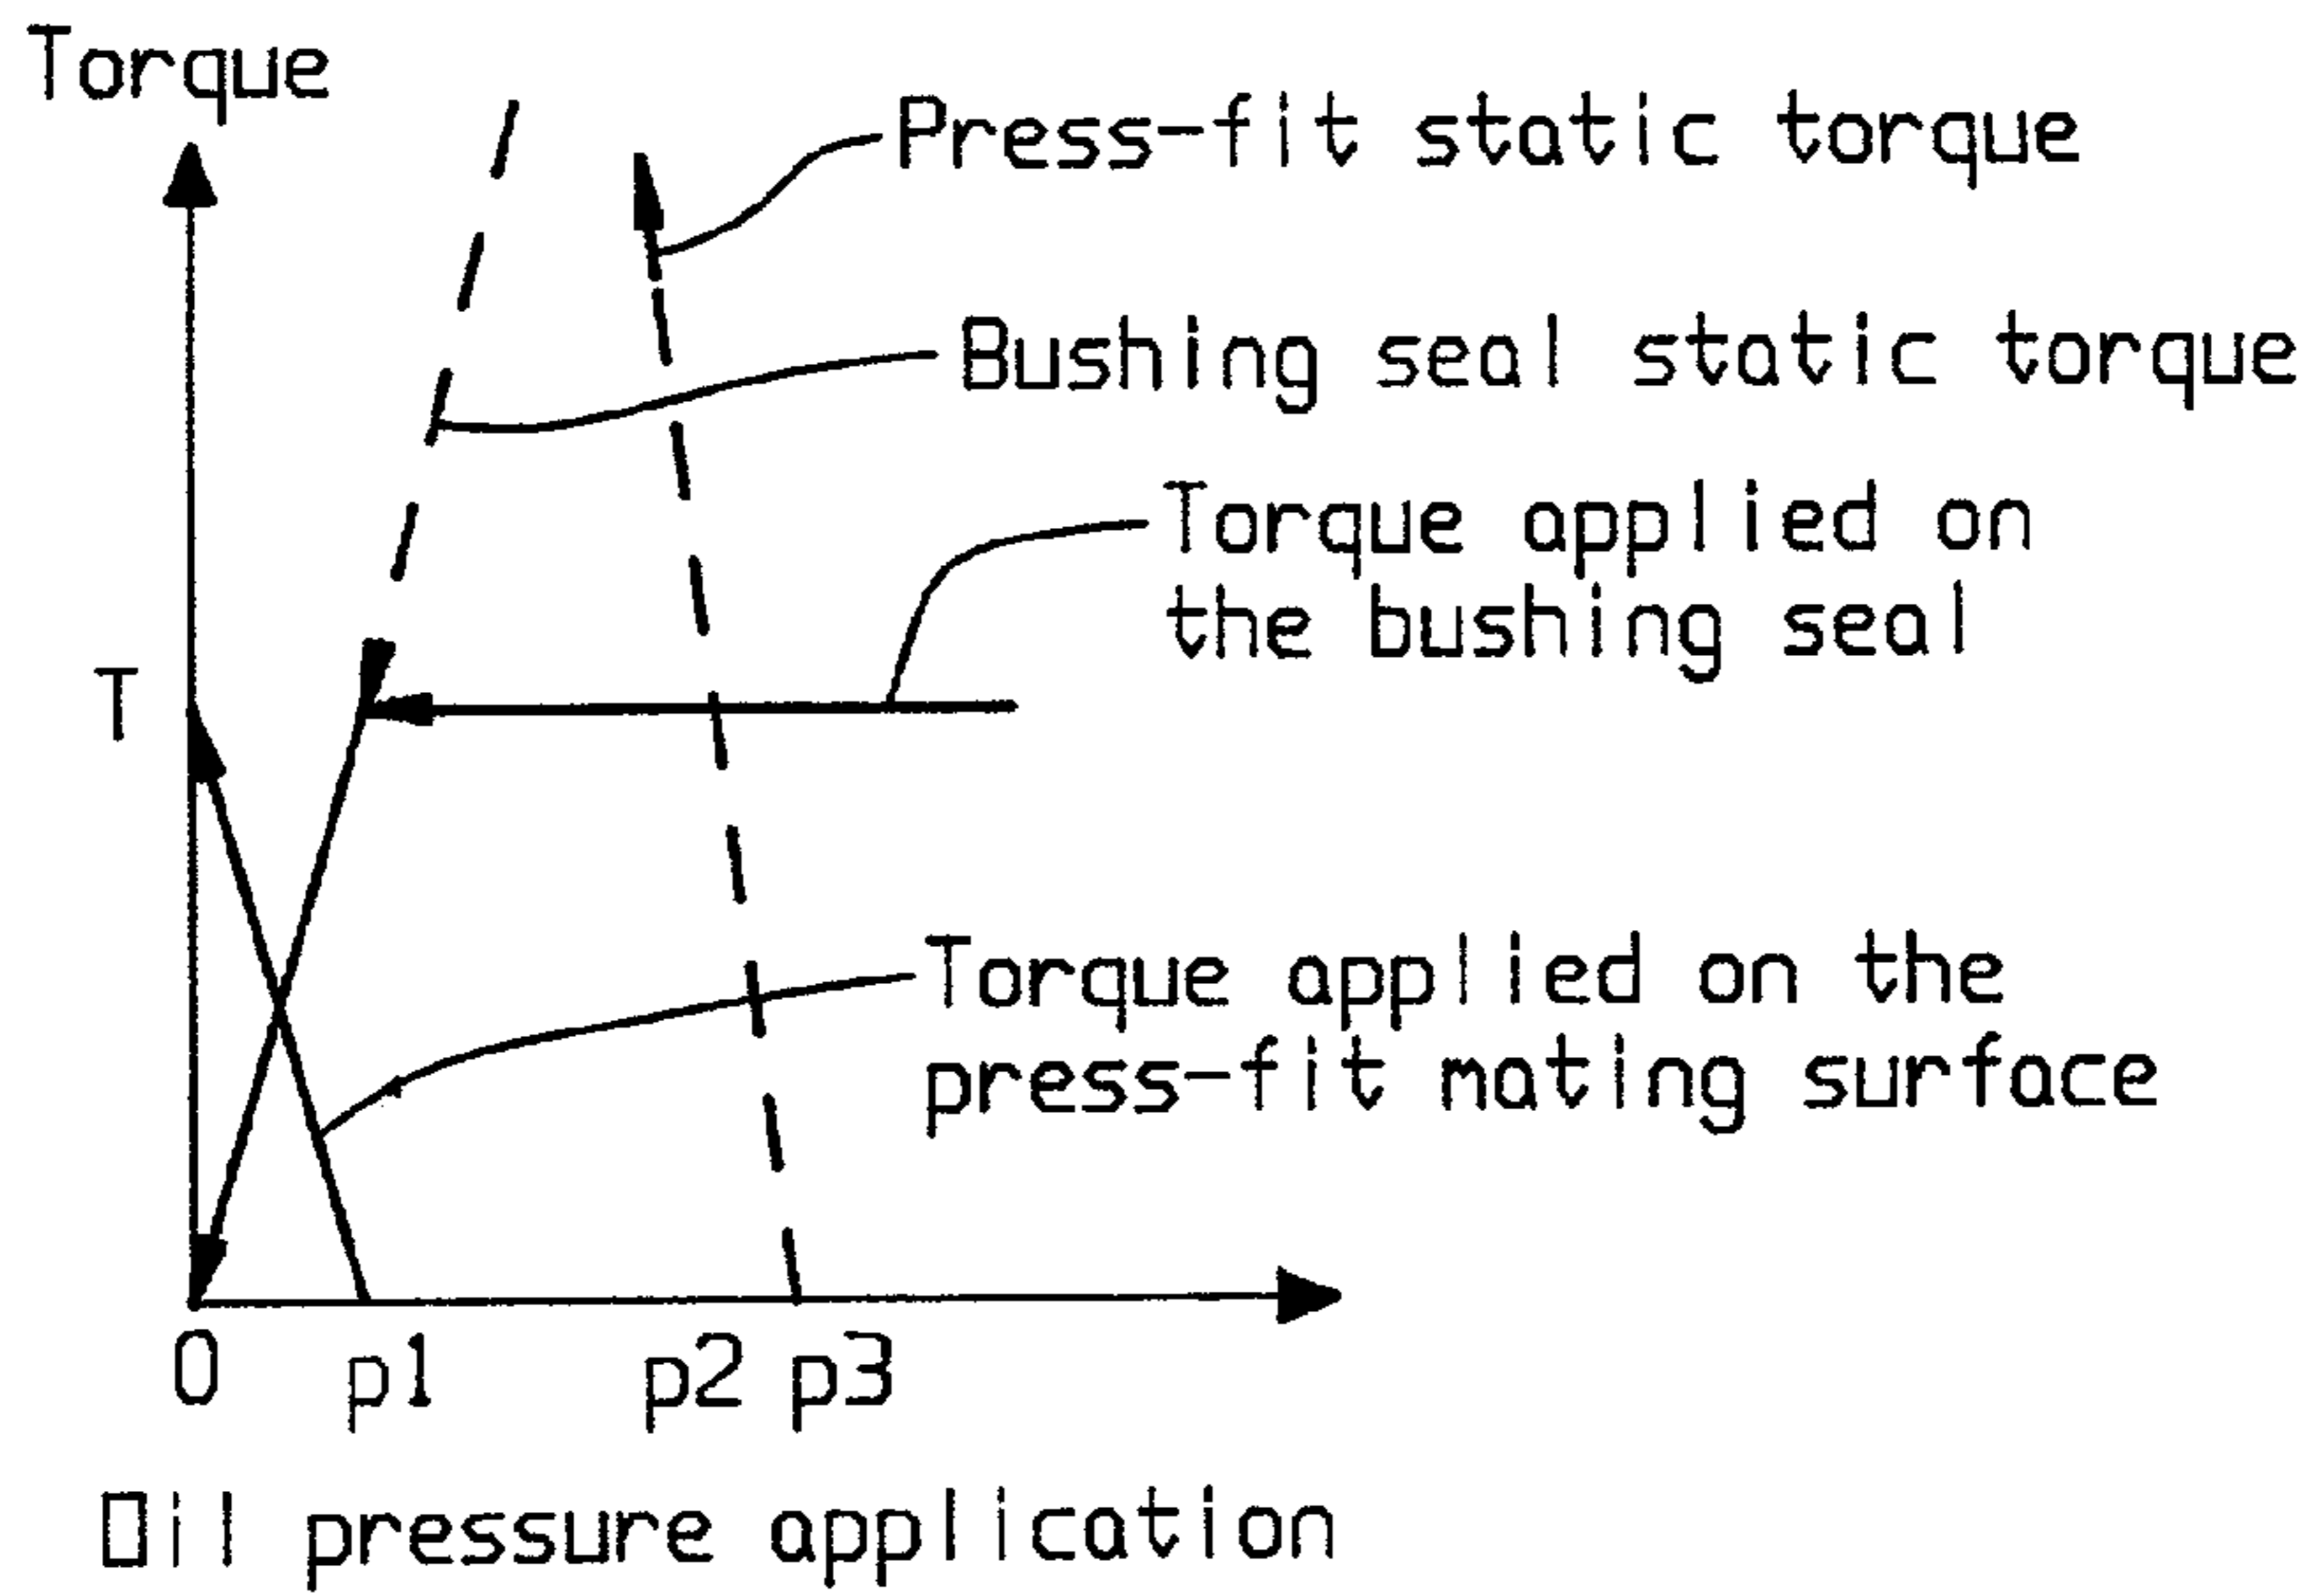 Torque
Press-fit static torque
Bushing seal static torque
Torque applied on
the bushing seal
T
Torque applied on the
press-fit mating surface
0 p1 p2 p3
Oil pressure application